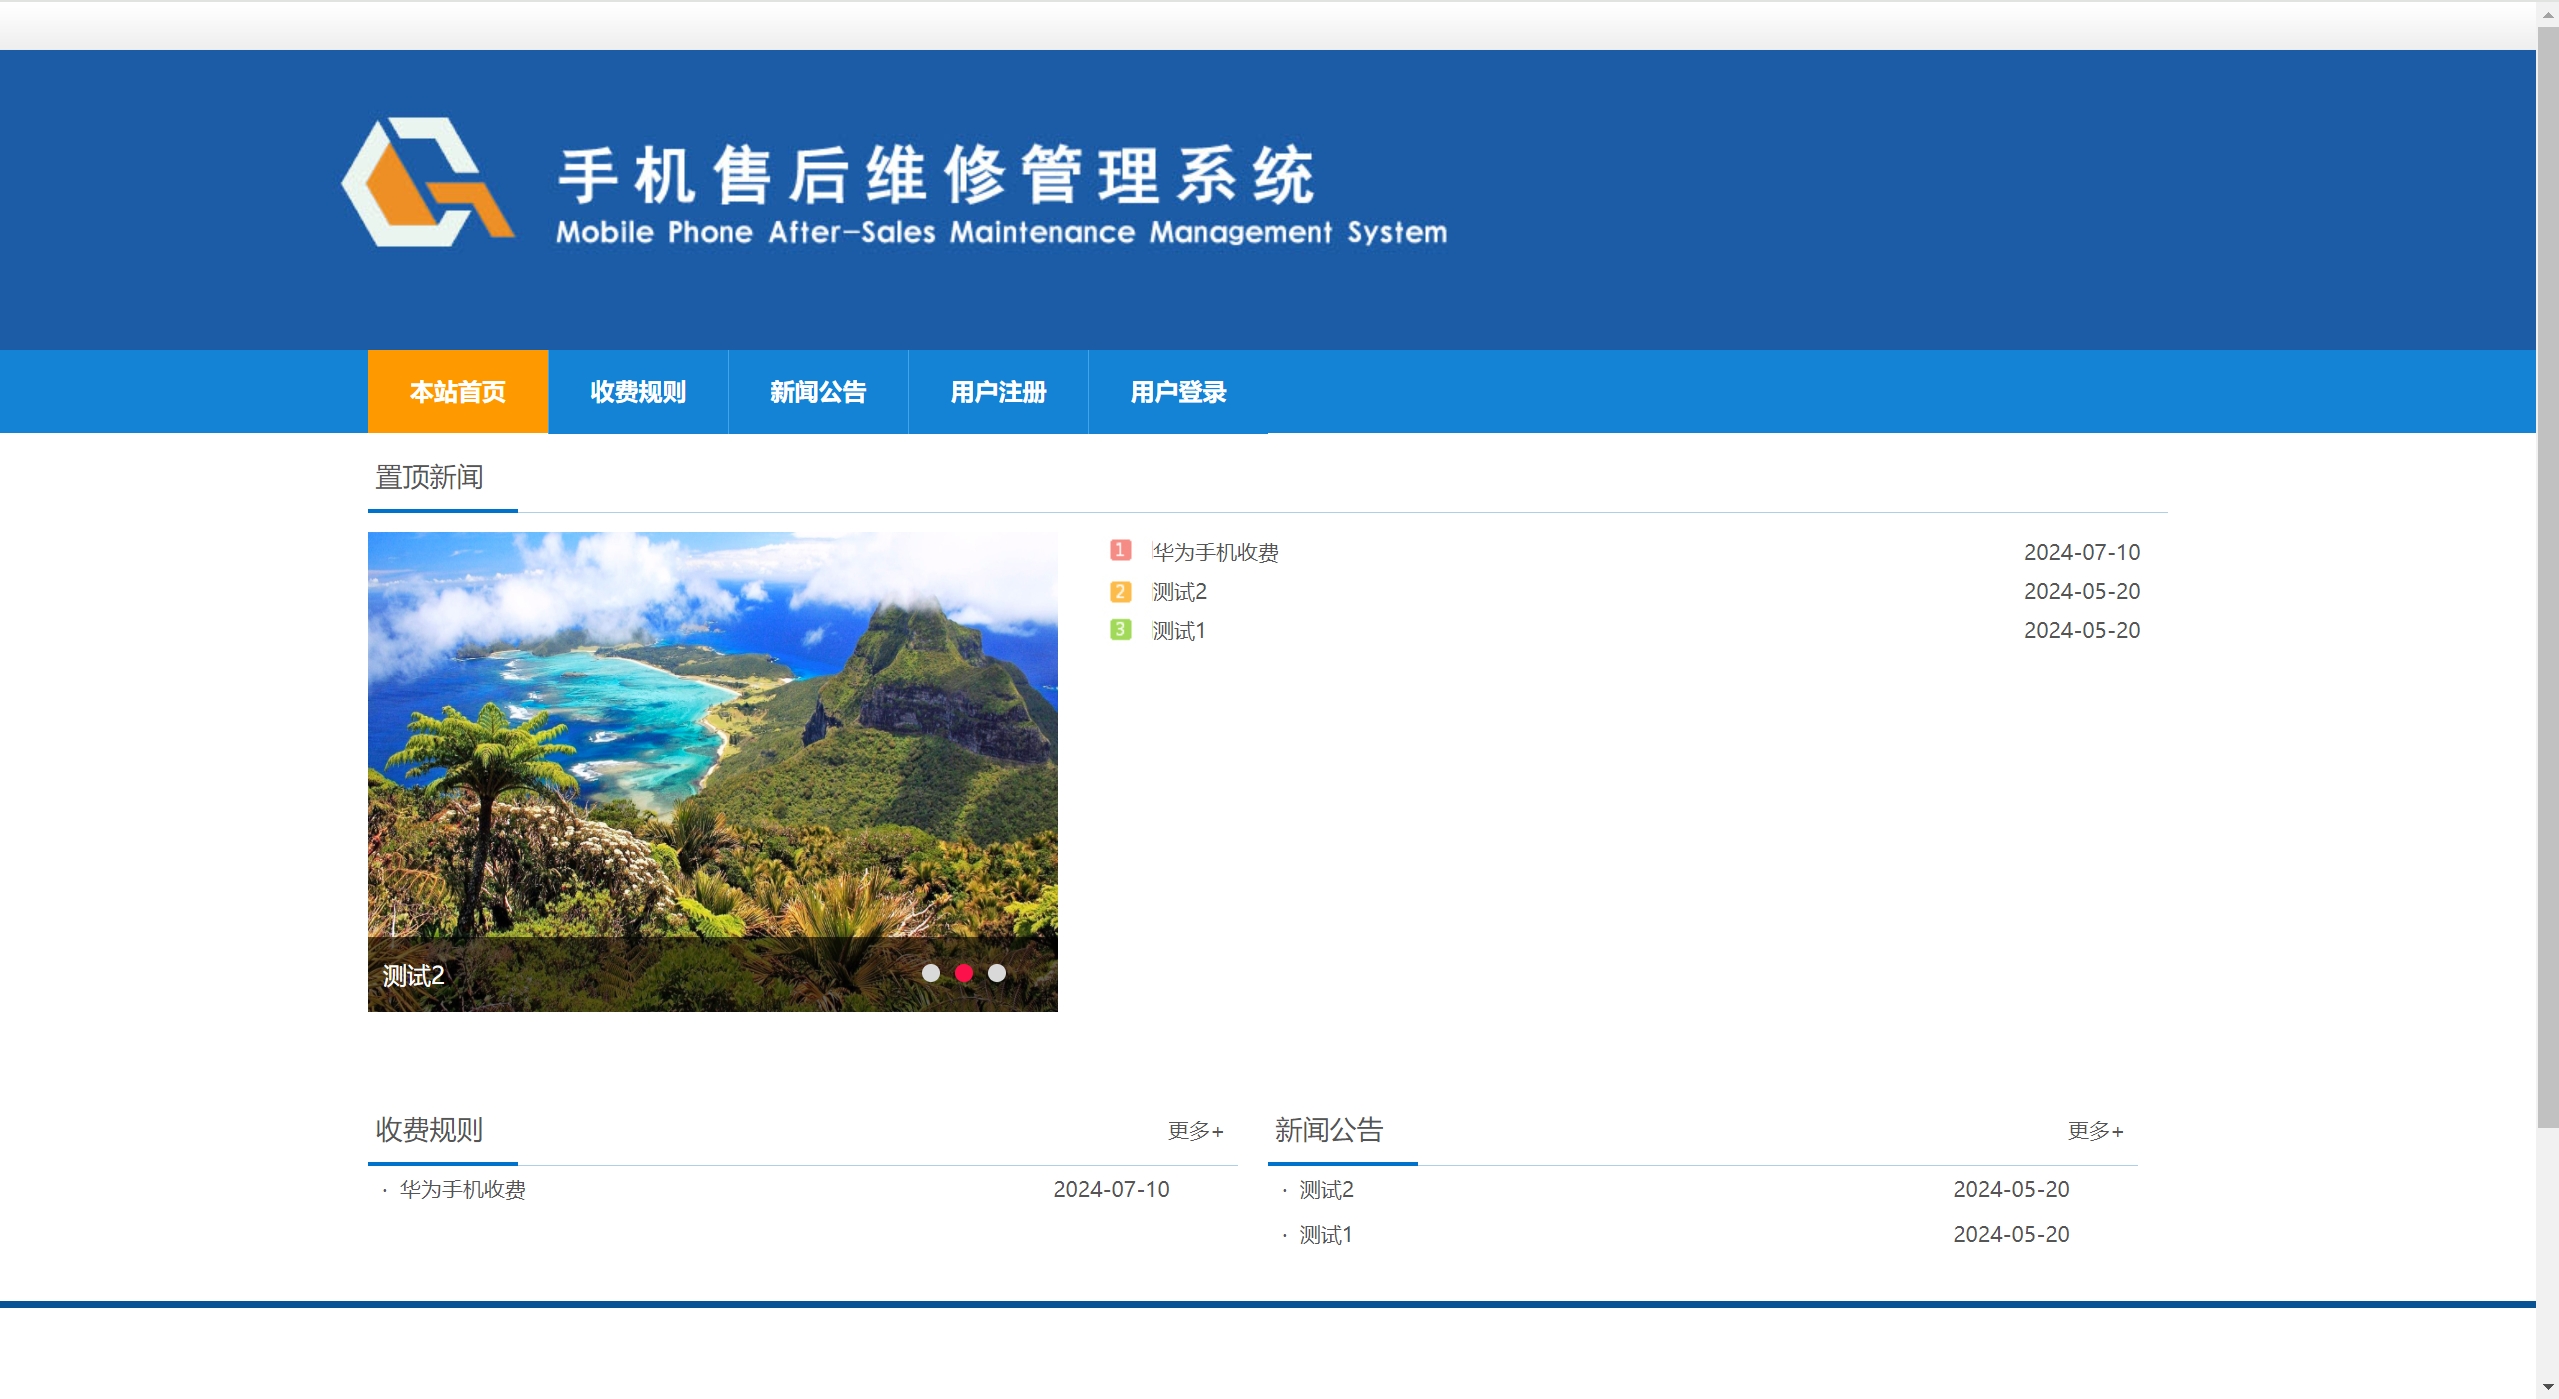 手机售后维修管理系统
Mobile Phone After-Sales Maintenance Management System
本站首页 收费规则 新闻公告 用户注册 用户登录
置顶新闻
1 华为手机收费 2024-07-10
2 测试2 2024-05-20
3 测试1 2024-05-20
测试2
收费规则 更多+
· 华为手机收费 2024-07-10
新闻公告 更多+
· 测试2 2024-05-20
· 测试1 2024-05-20